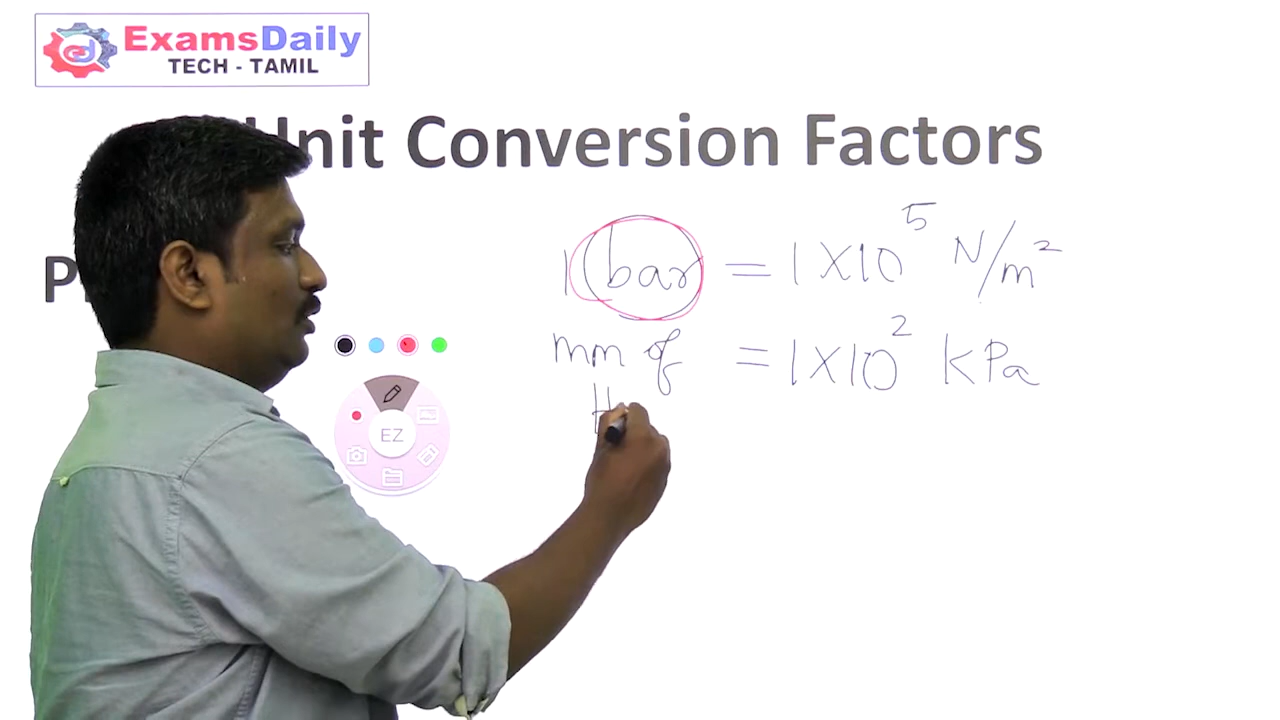 ExamsDaily
TECH - TAMIL
Unit Conversion Factors
P
1 bar = 1 X 10⁵ N/m²
mm of = 1 X 10² kPa
H
EZ